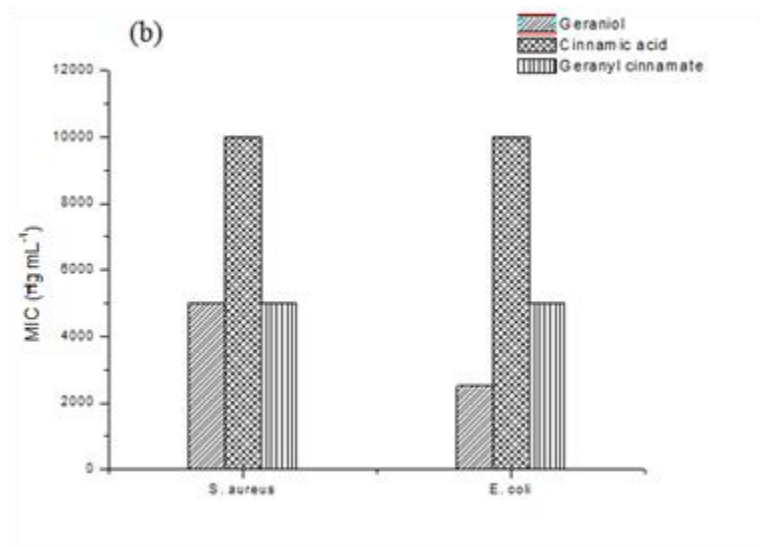 (b)
Geraniol
Cinnamic acid
Geranyl cinnamate
12000
10000
8000
6000
4000
2000
0
MIC ( g mL⁻¹)
S. aureus
E. coli